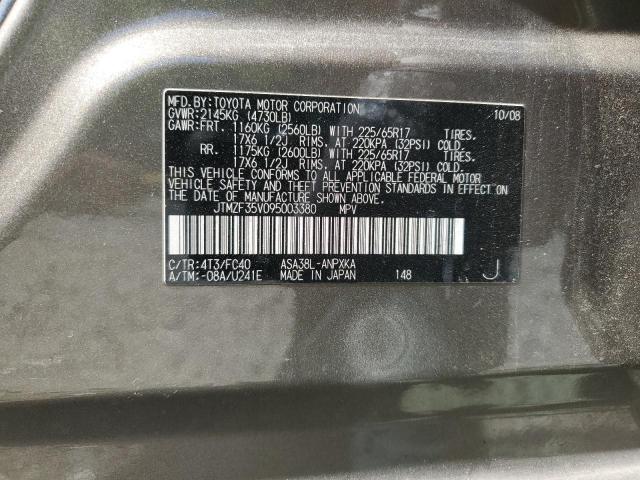 MFD. BY: TOYOTA MOTOR CORPORATION 10/08
GVWR: 2145KG (4730LB)
GAWR: FRT. 1160KG (2560LB) WITH 225/65R17 TIRES.
17X6 1/2J RIMS. AT 220KPA (32PSI) COLD.
RR. 1175KG (2600LB) WITH 225/65R17 TIRES.
17X6 1/2J RIMS. AT 220KPA (32PSI) COLD.
THIS VEHICLE CONFORMS TO ALL APPLICABLE FEDERAL MOTOR
VEHICLE SAFETY AND THEFT PREVENTION STANDARDS IN EFFECT ON
THE DATE OF MANUFACTURE SHOWN ABOVE.
JTMZF35V095003380 MPV
C/TR: 4T3/FC40 ASA38L-ANPXKA
A/TM: -08A/U241E MADE IN JAPAN 148 J